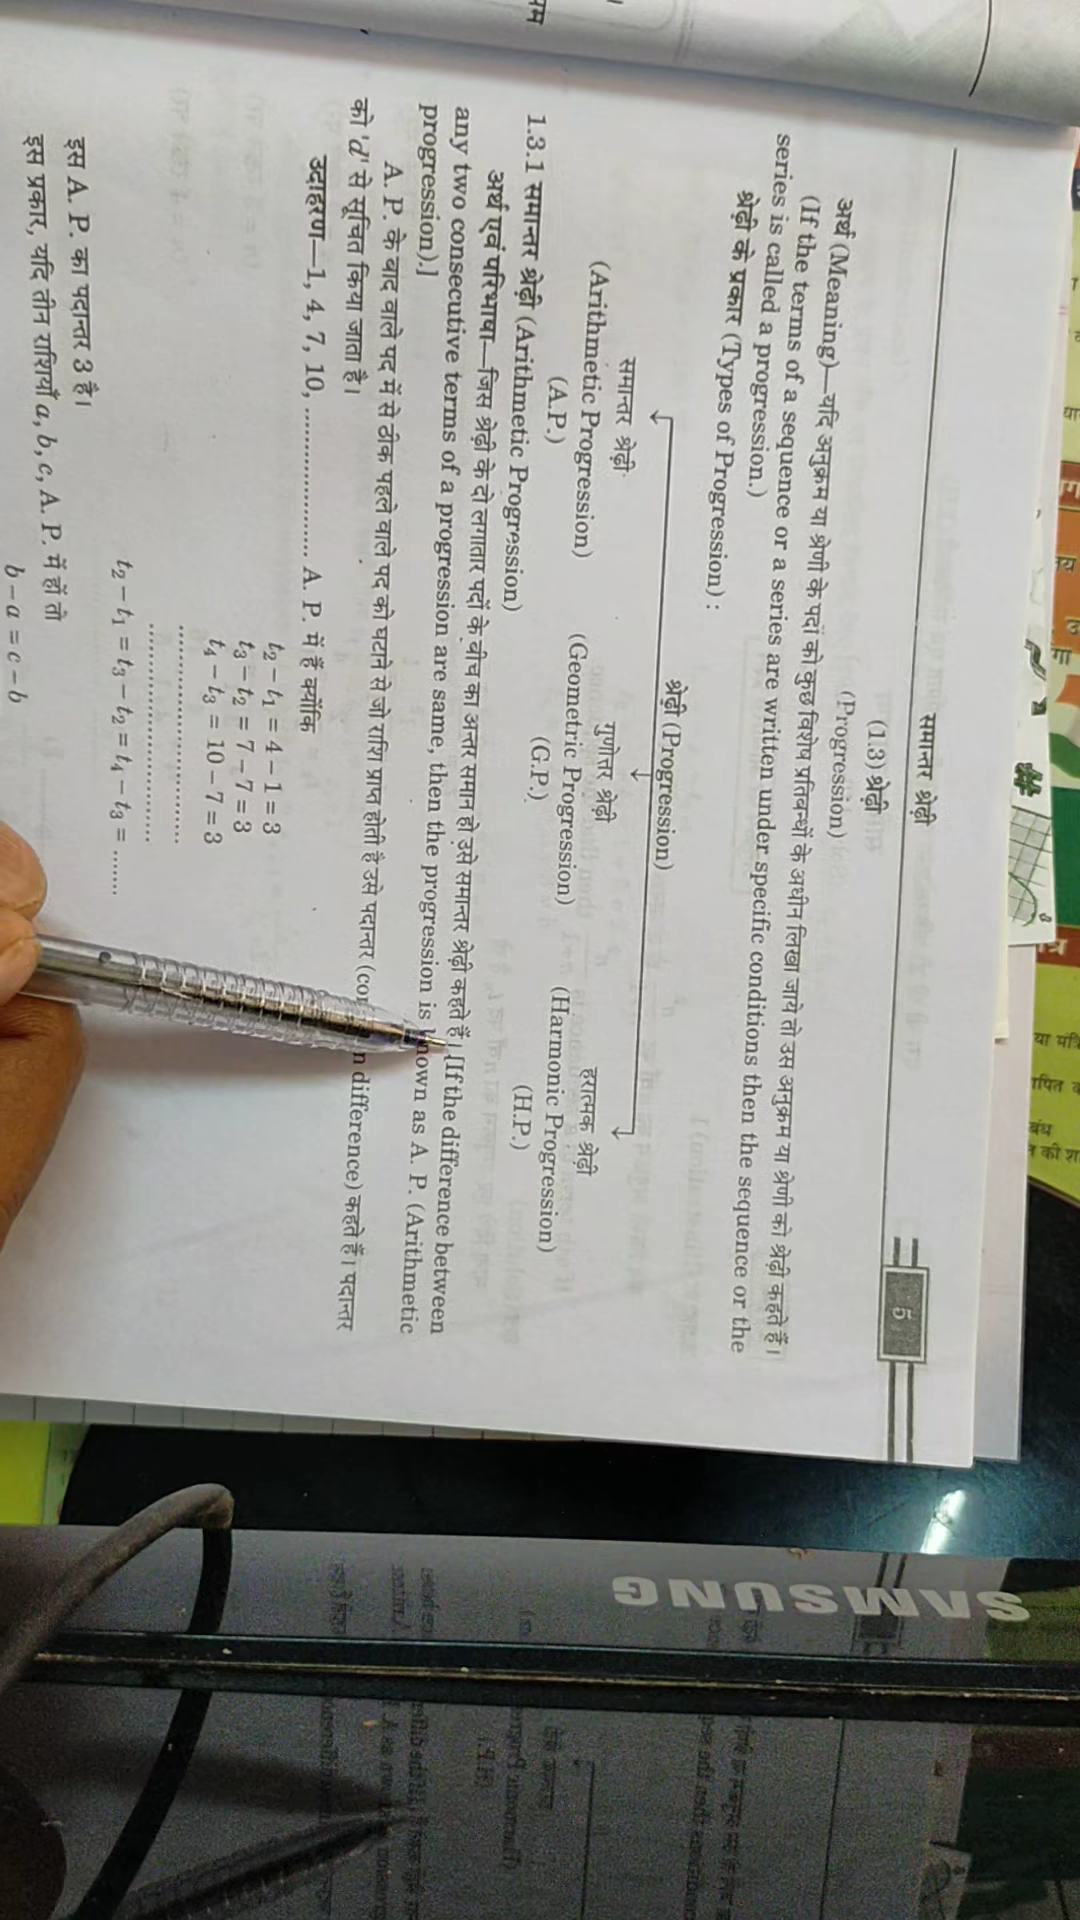 समान्तर श्रेढ़ी
5
(1.3) श्रेढ़ी
(Progression)
अर्थ (Meaning)—यदि अनुक्रम या श्रेणी के पदों को कुछ विशेष प्रतिबन्धों के अधीन लिखा जाये तो उस अनुक्रम या श्रेणी को श्रेढ़ी कहते हैं।
(If the terms of a sequence or a series are written under specific conditions then the sequence or the
series is called a progression.)
श्रेढ़ी के प्रकार (Types of Progression) :
श्रेढ़ी (Progression)
समान्तर श्रेढ़ी गुणोत्तर श्रेढ़ी हरात्मक श्रेढ़ी
(Arithmetic Progression) (Geometric Progression) (Harmonic Progression)
(A.P.) (G.P.) (H.P.)
1.3.1 समान्तर श्रेढ़ी (Arithmetic Progression)
अर्थ एवं परिभाषा—जिस श्रेढ़ी के दो लगातार पदों के बीच का अन्तर समान हो उसे समान्तर श्रेढ़ी कहते हैं। [If the difference between
any two consecutive terms of a progression are same, then the progression is known as A. P. (Arithmetic
progression).]
A. P. के बाद वाले पद में से ठीक पहले वाले पद को घटाने से जो राशि प्राप्त होती है उसे पदान्तर (con n difference) कहते हैं। पदान्तर
को 'd' से सूचित किया जाता है।
उदाहरण—1, 4, 7, 10, ..................... A. P. में हैं क्योंकि
t₂ – t₁ = 4 – 1 = 3
t₃ – t₂ = 7 – 7 = 3
t₄ – t₃ = 10 – 7 = 3
..............................
..............................
t₂ – t₁ = t₃ – t₂ = t₄ – t₃ = .......
इस A. P. का पदान्तर 3 है।
इस प्रकार, यदि तीन राशियाँ a, b, c, A. P. में हों तो
b – a = c – b
SAMSUNG